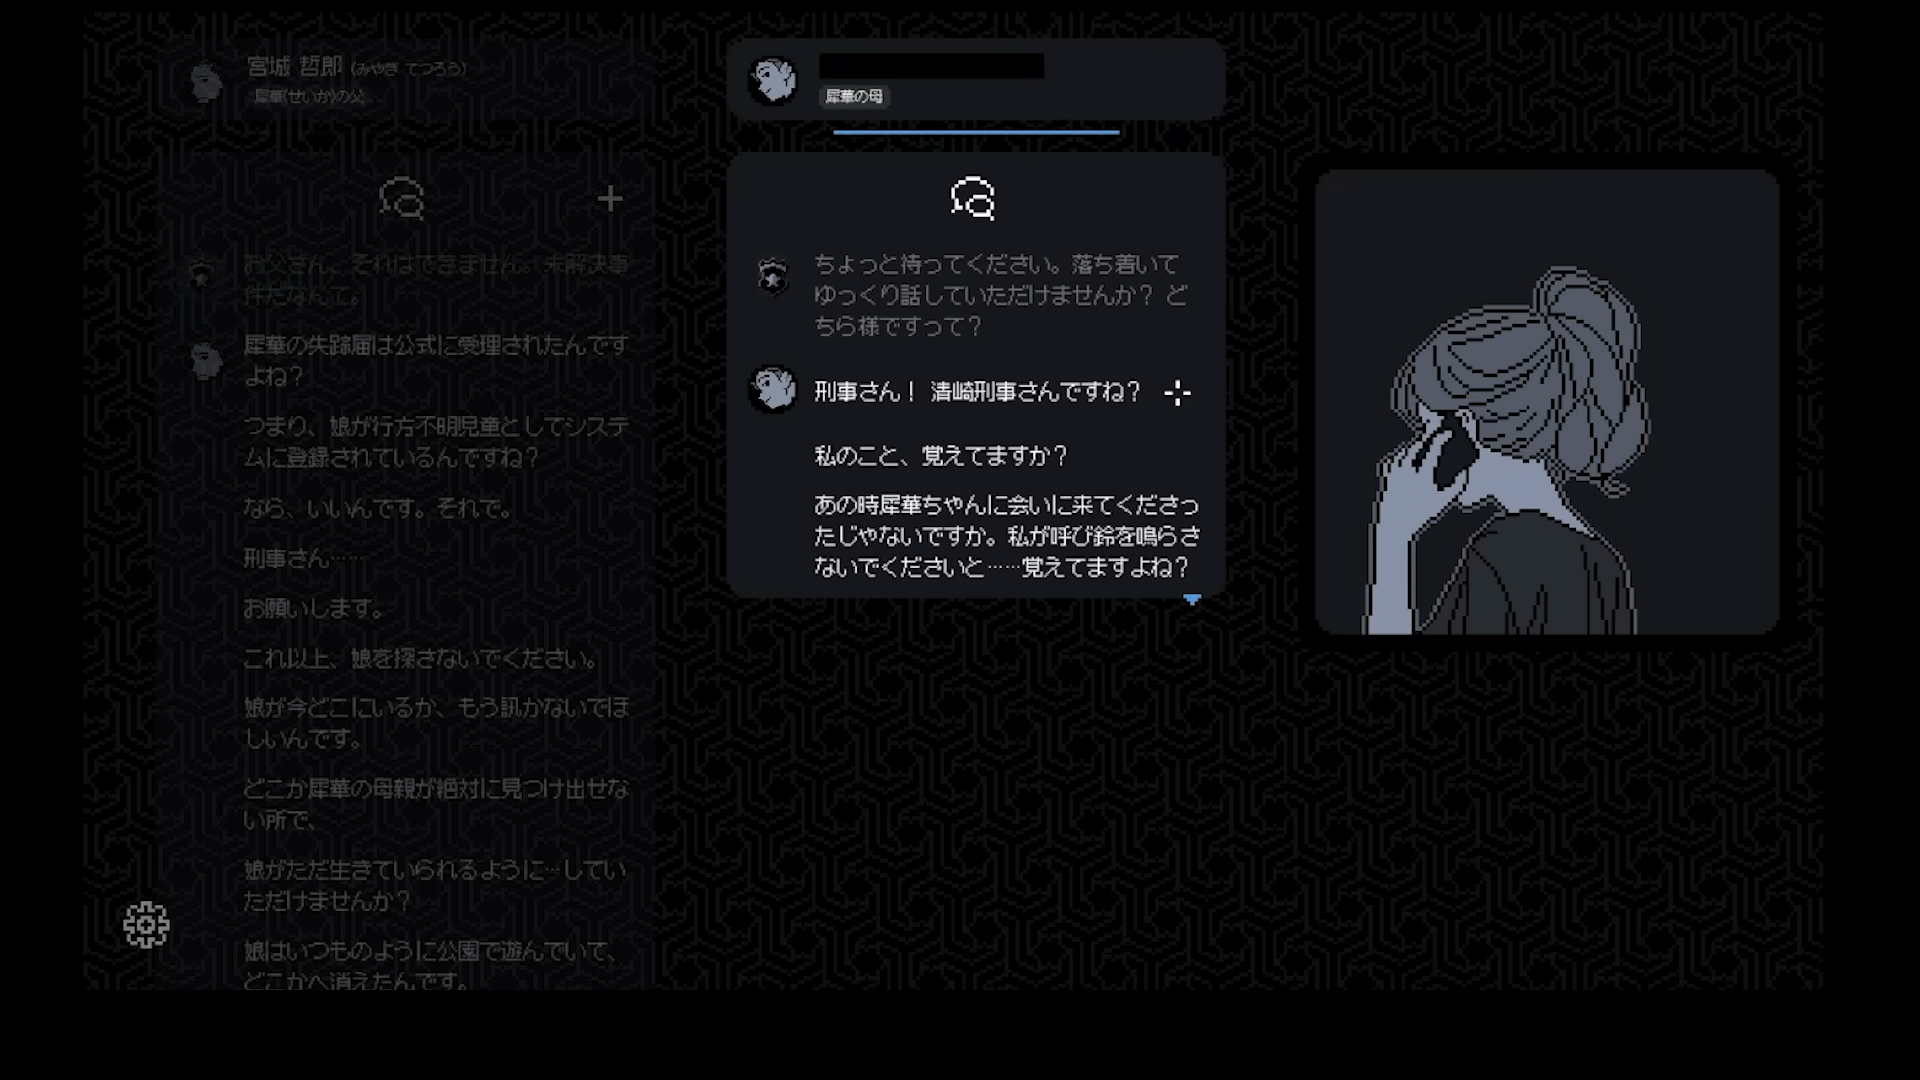 宮城 哲郎 (みやぎ てつろう)
犀華(せいか)の父
お父さん、それはできません。未解決事
件だなんて。
犀華の失踪届は公式に受理されたんです
よね?
つまり、娘が行方不明児童としてシステ
ムに登録されているんですね?
なら、いいんです。それで。
刑事さん……
お願いします。
これ以上、娘を探さないでください。
娘が今どこにいるか、もう訊かないでほ
しいんです。
どこか犀華の母親が絶対に見つけ出せな
い所で、
娘がただ生きていられるように…してい
ただけませんか?
娘はいつものように公園で遊んでいて、
どこかへ消えたんです。
犀華の母
ちょっと待ってください。落ち着いて
ゆっくり話していただけませんか? ど
ちら様ですって?
刑事さん! 清崎刑事さんですね?
私のこと、覚えてますか?
あの時犀華ちゃんに会いに来てくださっ
たじゃないですか。私が呼び鈴を鳴らさ
ないでくださいと……覚えてますよね?